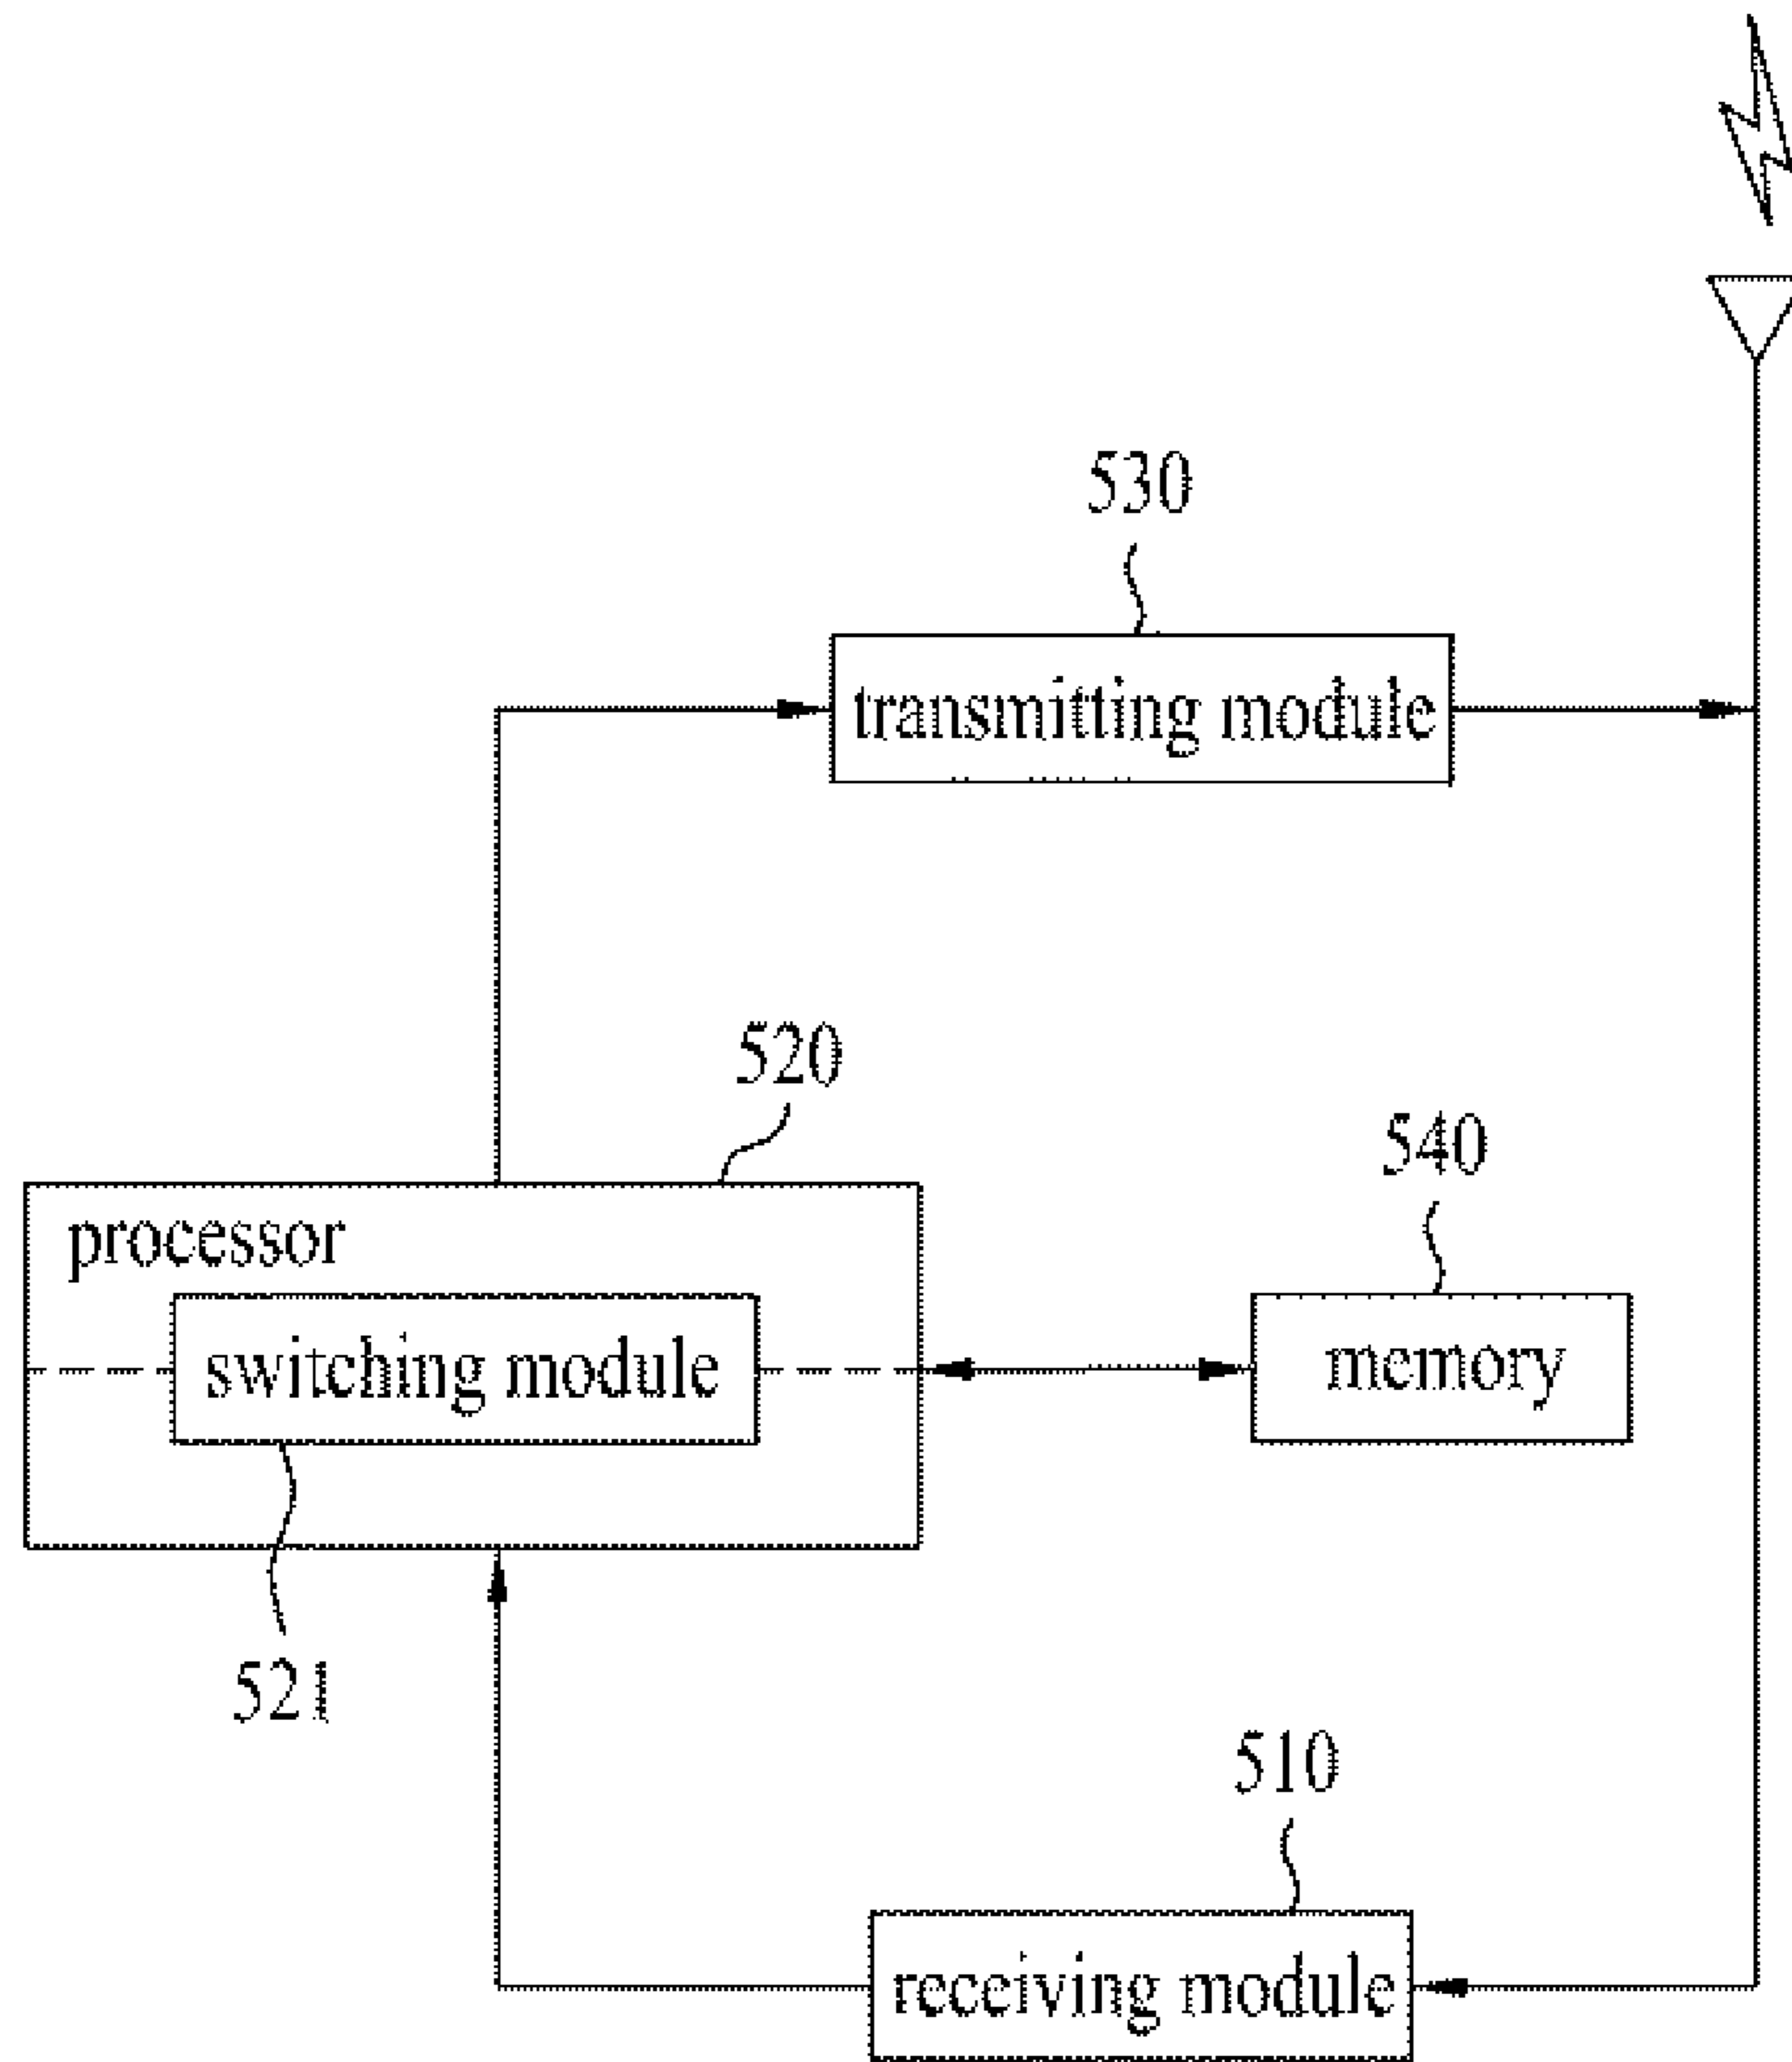 530
transmitting module
520
540
processor
switching module
memory
521
510
receiving module